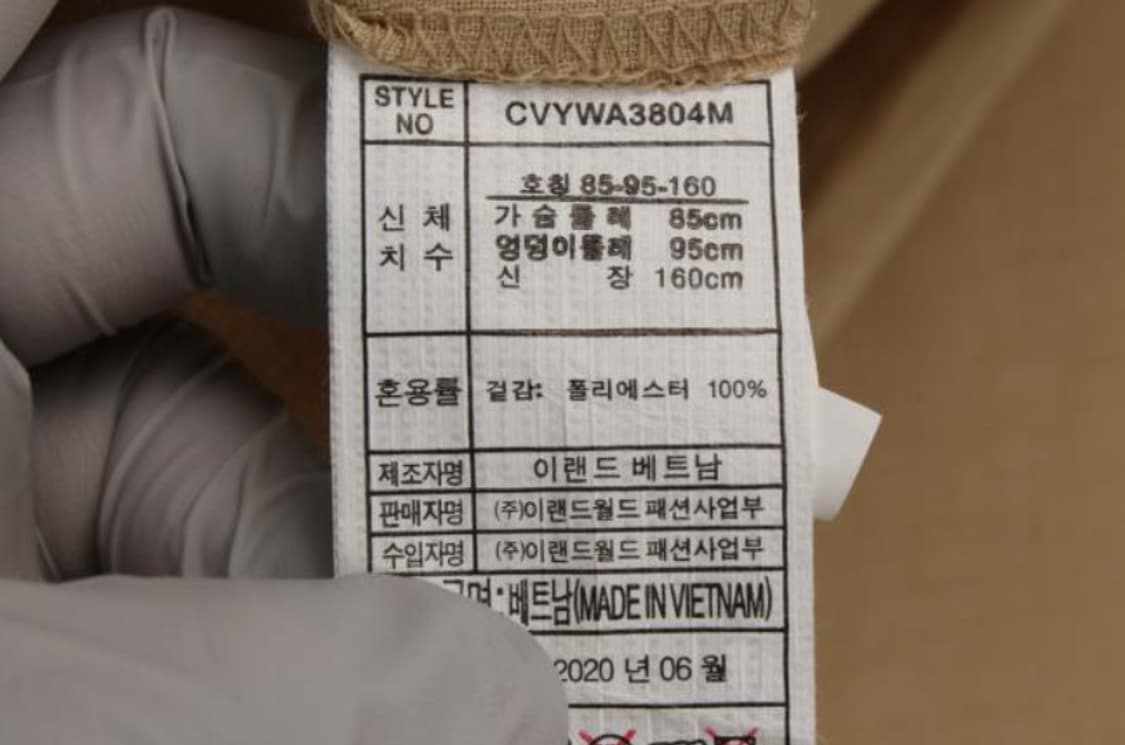 STYLE NO CVYWA3804M
호칭 85-95-160
신 체 치 수
가 슴 둘 레 85cm
엉덩이둘레 95cm
신 장 160cm
혼용률 겉감: 폴리에스터 100%
제조자명 이랜드 베트남
판매자명 (주)이랜드월드 패션사업부
수입자명 (주)이랜드월드 패션사업부
국명: 베트남(MADE IN VIETNAM)
2020 년 06 월